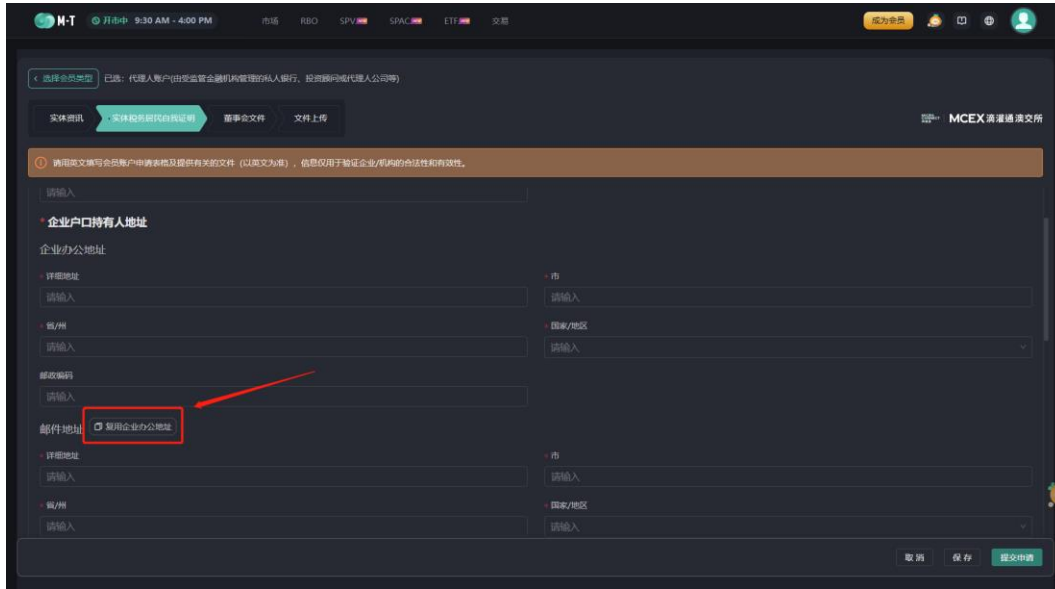 M-T 开市中 9:30 AM - 4:00 PM 市场 RBO SPV SPAC ETF 交易 成为会员
< 选择会员类型 已选：代理人账户(由受监管金融机构管理的私人银行、投资顾问或代理人公司等)
实体资讯 实体税务居民自我证明 董事会文件 文件上传 MCEX滴灌通澳交所
请用英文填写会员账户申请表格及提供有关的文件（以英文为准），信息仅用于验证企业/机构的合法性和有效性。
请输入
* 企业户口持有人地址
企业办公地址
* 详细地址 * 市
请输入 请输入
* 省/州 * 国家/地区
请输入 请输入
邮政编码
请输入
邮件地址 复用企业办公地址
* 详细地址 * 市
请输入 请输入
* 省/州 * 国家/地区
请输入 请输入
取消 保存 提交申请